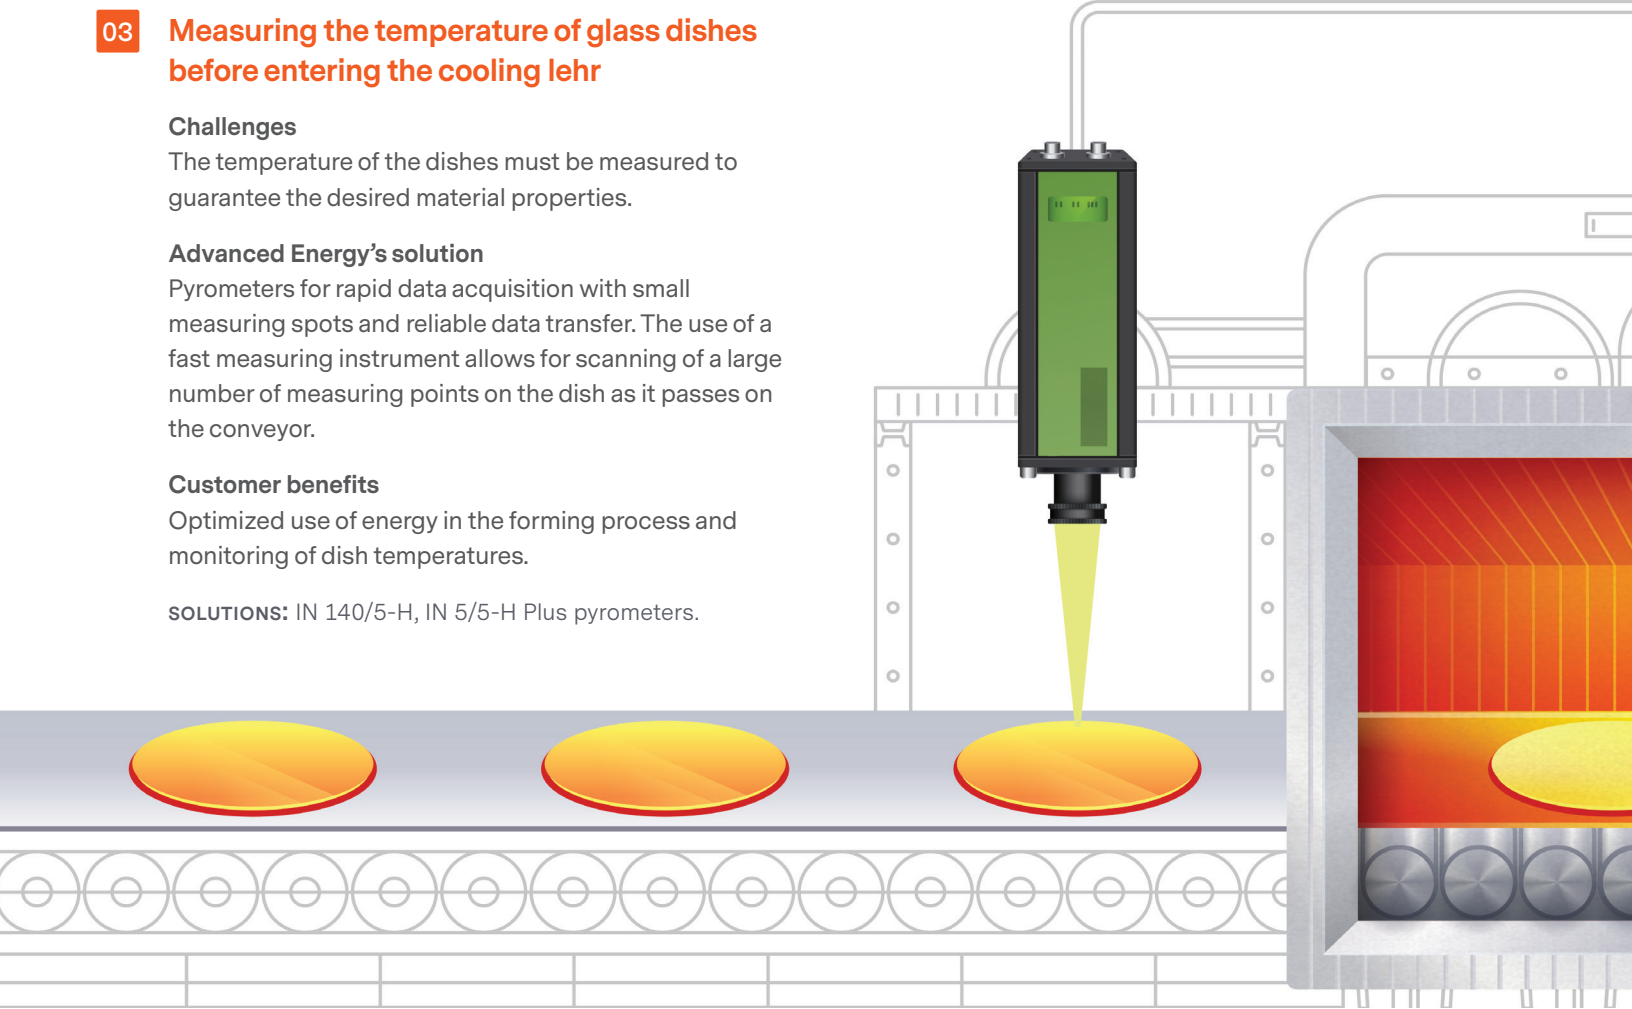 03
Measuring the temperature of glass dishes
before entering the cooling lehr
Challenges
The temperature of the dishes must be measured to
guarantee the desired material properties.
Advanced Energy’s solution
Pyrometers for rapid data acquisition with small
measuring spots and reliable data transfer. The use of a
fast measuring instrument allows for scanning of a large
number of measuring points on the dish as it passes on
the conveyor.
Customer benefits
Optimized use of energy in the forming process and
monitoring of dish temperatures.
SOLUTIONS: IN 140/5-H, IN 5/5-H Plus pyrometers.